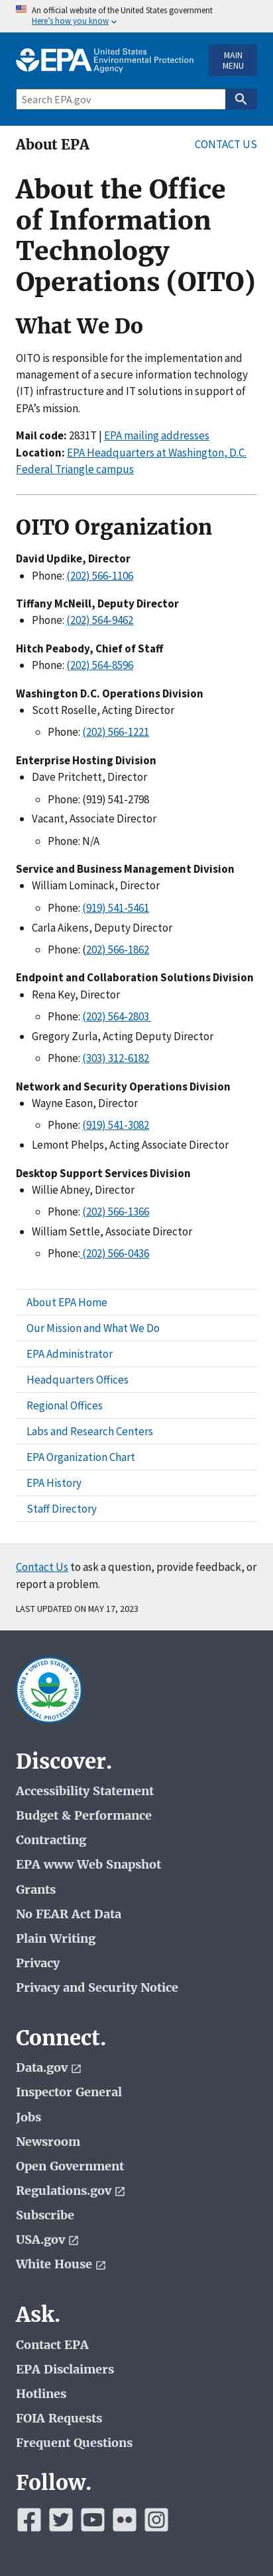 An official website of the United States government
Here's how you know
EPA
United States
Environmental Protection
Agency
MAIN
MENU
Search EPA.gov
About EPA
CONTACT US
About the Office
of Information
Technology
Operations (OITO)
What We Do
OITO is responsible for the implementation and
management of a secure information technology
(IT) infrastructure and IT solutions in support of
EPA's mission.
Mail code: 2831T | EPA mailing addresses
Location: EPA Headquarters at Washington, D.C.
Federal Triangle campus
OITO Organization
David Updike, Director
Phone: (202) 566-1106
Tiffany McNeill, Deputy Director
Phone: (202) 564-9462
Hitch Peabody, Chief of Staff
Phone: (202) 564-8596
Washington D.C. Operations Division
Scott Roselle, Acting Director
Phone: (202) 566-1221
Enterprise Hosting Division
Dave Pritchett, Director
Phone: (919) 541-2798
Vacant, Associate Director
Phone: N/A
Service and Business Management Division
William Lominack, Director
Phone: (919) 541-5461
Carla Aikens, Deputy Director
Phone: (202) 566-1862
Endpoint and Collaboration Solutions Division
Rena Key, Director
Phone: (202) 564-2803
Gregory Zurla, Acting Deputy Director
Phone: (303) 312-6182
Network and Security Operations Division
Wayne Eason, Director
Phone: (919) 541-3082
Lemont Phelps, Acting Associate Director
Desktop Support Services Division
Willie Abney, Director
Phone: (202) 566-1366
William Settle, Associate Director
Phone: (202) 566-0436
About EPA Home
Our Mission and What We Do
EPA Administrator
Headquarters Offices
Regional Offices
Labs and Research Centers
EPA Organization Chart
EPA History
Staff Directory
Contact Us to ask a question, provide feedback, or
report a problem.
LAST UPDATED ON MAY 17, 2023
UNITED STATES
ENVIRONMENTAL PROTECTION AGENCY
Discover.
Accessibility Statement
Budget & Performance
Contracting
EPA www Web Snapshot
Grants
No FEAR Act Data
Plain Writing
Privacy
Privacy and Security Notice
Connect.
Data.gov
Inspector General
Jobs
Newsroom
Open Government
Regulations.gov
Subscribe
USA.gov
White House
Ask.
Contact EPA
EPA Disclaimers
Hotlines
FOIA Requests
Frequent Questions
Follow.